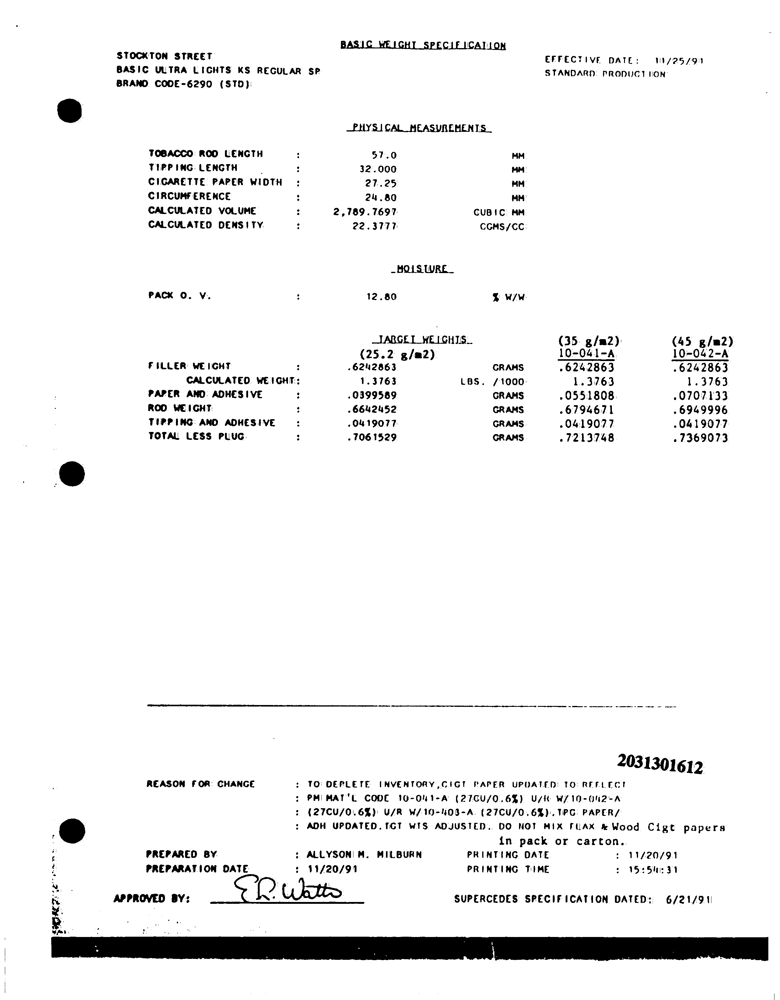 BASIC WEIGHT SPECIFICATION
STOCKTON STREET
BASIC ULTRA LIGHTS KS REGULAR SP
BRAND CODE-6290 (STD)
EFFECTIVE DATE: 11/25/91
STANDARD PRODUCTION
PHYSICAL MEASUREMENTS
TOBACCO ROD LENGTH : 57.0 MM
TIPPING LENGTH : 32.000 MM
CIGARETTE PAPER WIDTH : 27.25 MM
CIRCUMFERENCE : 24.80 MM
CALCULATED VOLUME : 2,789.7697 CUBIC MM
CALCULATED DENSITY : 22.3777 CGMS/CC
MOISTURE
PACK O. V. : 12.80 % W/W
TARGET WEIGHTS (35 g/m2) (45 g/m2)
(25.2 g/m2) 10-041-A 10-042-A
FILLER WEIGHT : .6242863 GRAMS .6242863 .6242863
CALCULATED WEIGHT: 1.3763 LBS. /1000 1.3763 1.3763
PAPER AND ADHESIVE : .0399589 GRAMS .0551808 .0707133
ROD WEIGHT : .6642452 GRAMS .6794671 .6949996
TIPPING AND ADHESIVE : .0419077 GRAMS .0419077 .0419077
TOTAL LESS PLUG : .7061529 GRAMS .7213748 .7369073
2031301612
REASON FOR CHANGE : TO DEPLETE INVENTORY,CIGT PAPER UPDATED TO REFLECT
: PM MAT'L CODE 10-041-A (27CU/0.6%) U/R W/10-042-A
: (27CU/0.6%) U/R W/10-403-A (27CU/0.6%).TPG PAPER/
: ADH UPDATED,TGT WTS ADJUSTED. DO NOT MIX FLAX & Wood Cigt papers
in pack or carton.
PREPARED BY : ALLYSON M. MILBURN PRINTING DATE : 11/20/91
PREPARATION DATE : 11/20/91 PRINTING TIME : 15:54:31
APPROVED BY: E.R. Watts SUPERCEDES SPECIFICATION DATED: 6/21/91